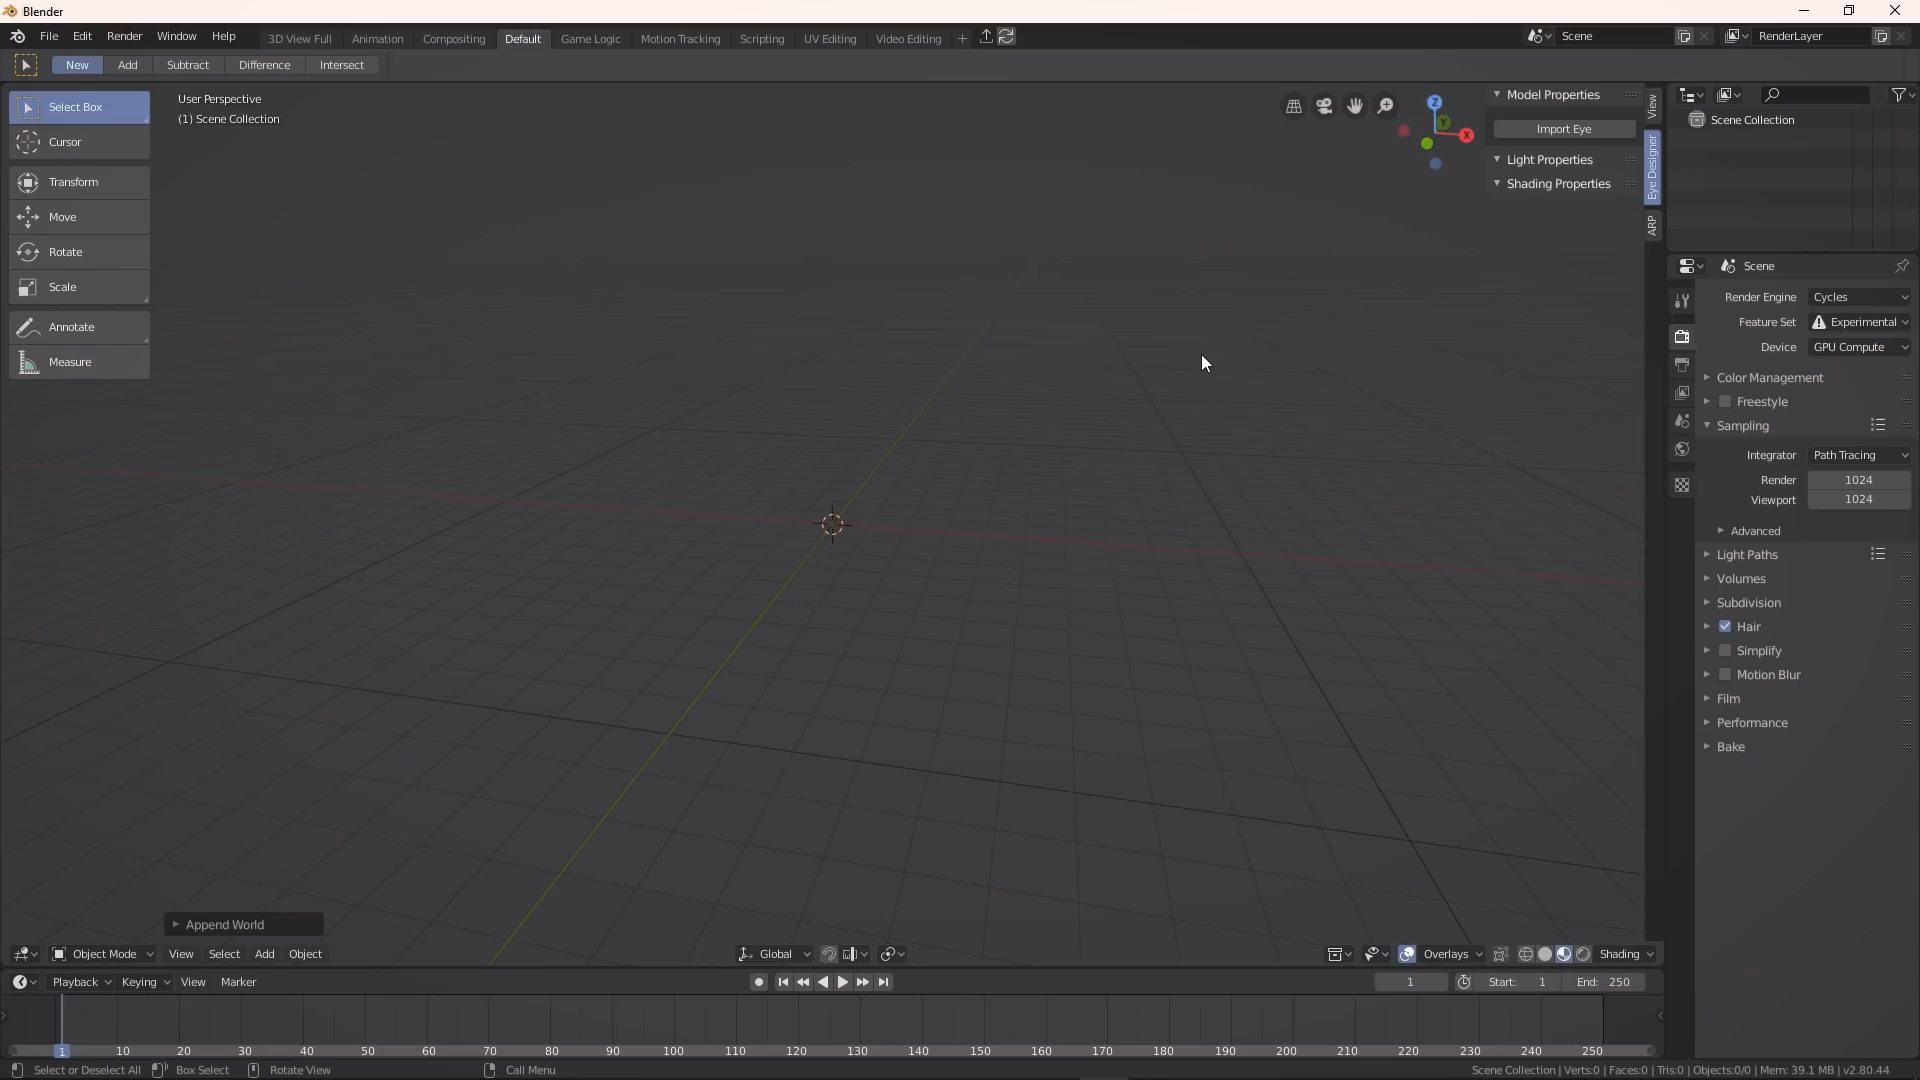 Blender
File Edit Render Window Help 3D View Full Animation Compositing Default Game Logic Motion Tracking Scripting UV Editing Video Editing + Scene RenderLayer
New Add Subtract Difference Intersect
Select Box
Cursor
Transform
Move
Rotate
Scale
Annotate
Measure
User Perspective
(1) Scene Collection
Z
Y
X
Model Properties
Import Eye
Light Properties
Shading Properties
View
Eye Designer
ARP
Scene Collection
Scene
Render Engine Cycles
Feature Set Experimental
Device GPU Compute
Color Management
Freestyle
Sampling
Integrator Path Tracing
Render 1024
Viewport 1024
Advanced
Light Paths
Volumes
Subdivision
Hair
Simplify
Motion Blur
Film
Performance
Bake
Append World
Object Mode View Select Add Object Global Overlays Shading
Playback Keying View Marker 1 Start: 1 End: 250
1 10 20 30 40 50 60 70 80 90 100 110 120 130 140 150 160 170 180 190 200 210 220 230 240 250
Select or Deselect All Box Select Rotate View Call Menu Scene Collection | Verts:0 | Faces:0 | Tris:0 | Objects:0/0 | Mem: 39.1 MB | v2.80.44